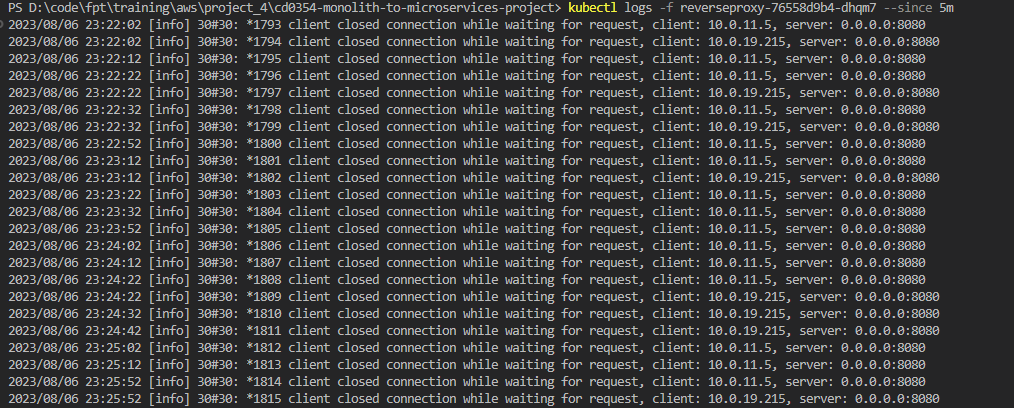 PS D:\code\fpt\training\aws\project_4\cd0354-monolith-to-microservices-project> kubectl logs -f reverseproxy-76558d9b4-dhqm7 --since 5m
2023/08/06 23:22:02 [info] 30#30: *1793 client closed connection while waiting for request, client: 10.0.11.5, server: 0.0.0.0:8080
2023/08/06 23:22:02 [info] 30#30: *1794 client closed connection while waiting for request, client: 10.0.19.215, server: 0.0.0.0:8080
2023/08/06 23:22:12 [info] 30#30: *1795 client closed connection while waiting for request, client: 10.0.11.5, server: 0.0.0.0:8080
2023/08/06 23:22:22 [info] 30#30: *1796 client closed connection while waiting for request, client: 10.0.11.5, server: 0.0.0.0:8080
2023/08/06 23:22:22 [info] 30#30: *1797 client closed connection while waiting for request, client: 10.0.19.215, server: 0.0.0.0:8080
2023/08/06 23:22:32 [info] 30#30: *1798 client closed connection while waiting for request, client: 10.0.11.5, server: 0.0.0.0:8080
2023/08/06 23:22:32 [info] 30#30: *1799 client closed connection while waiting for request, client: 10.0.19.215, server: 0.0.0.0:8080
2023/08/06 23:22:52 [info] 30#30: *1800 client closed connection while waiting for request, client: 10.0.11.5, server: 0.0.0.0:8080
2023/08/06 23:23:12 [info] 30#30: *1801 client closed connection while waiting for request, client: 10.0.11.5, server: 0.0.0.0:8080
2023/08/06 23:23:12 [info] 30#30: *1802 client closed connection while waiting for request, client: 10.0.19.215, server: 0.0.0.0:8080
2023/08/06 23:23:22 [info] 30#30: *1803 client closed connection while waiting for request, client: 10.0.11.5, server: 0.0.0.0:8080
2023/08/06 23:23:32 [info] 30#30: *1804 client closed connection while waiting for request, client: 10.0.11.5, server: 0.0.0.0:8080
2023/08/06 23:23:52 [info] 30#30: *1805 client closed connection while waiting for request, client: 10.0.11.5, server: 0.0.0.0:8080
2023/08/06 23:24:02 [info] 30#30: *1806 client closed connection while waiting for request, client: 10.0.11.5, server: 0.0.0.0:8080
2023/08/06 23:24:12 [info] 30#30: *1807 client closed connection while waiting for request, client: 10.0.11.5, server: 0.0.0.0:8080
2023/08/06 23:24:22 [info] 30#30: *1808 client closed connection while waiting for request, client: 10.0.11.5, server: 0.0.0.0:8080
2023/08/06 23:24:22 [info] 30#30: *1809 client closed connection while waiting for request, client: 10.0.19.215, server: 0.0.0.0:8080
2023/08/06 23:24:32 [info] 30#30: *1810 client closed connection while waiting for request, client: 10.0.19.215, server: 0.0.0.0:8080
2023/08/06 23:24:42 [info] 30#30: *1811 client closed connection while waiting for request, client: 10.0.19.215, server: 0.0.0.0:8080
2023/08/06 23:25:02 [info] 30#30: *1812 client closed connection while waiting for request, client: 10.0.11.5, server: 0.0.0.0:8080
2023/08/06 23:25:12 [info] 30#30: *1813 client closed connection while waiting for request, client: 10.0.11.5, server: 0.0.0.0:8080
2023/08/06 23:25:52 [info] 30#30: *1814 client closed connection while waiting for request, client: 10.0.11.5, server: 0.0.0.0:8080
2023/08/06 23:25:52 [info] 30#30: *1815 client closed connection while waiting for request, client: 10.0.19.215, server: 0.0.0.0:8080